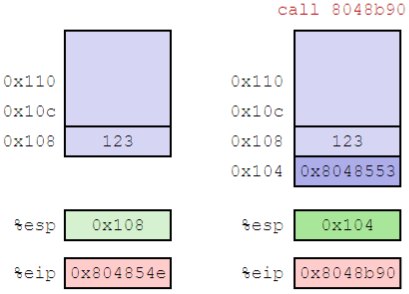 call 8048b90
0x110 0x110
0x10c 0x10c
0x108 123 0x108 123
0x104 0x8048553
%esp 0x108 %esp 0x104
%eip 0x804854e %eip 0x8048b90